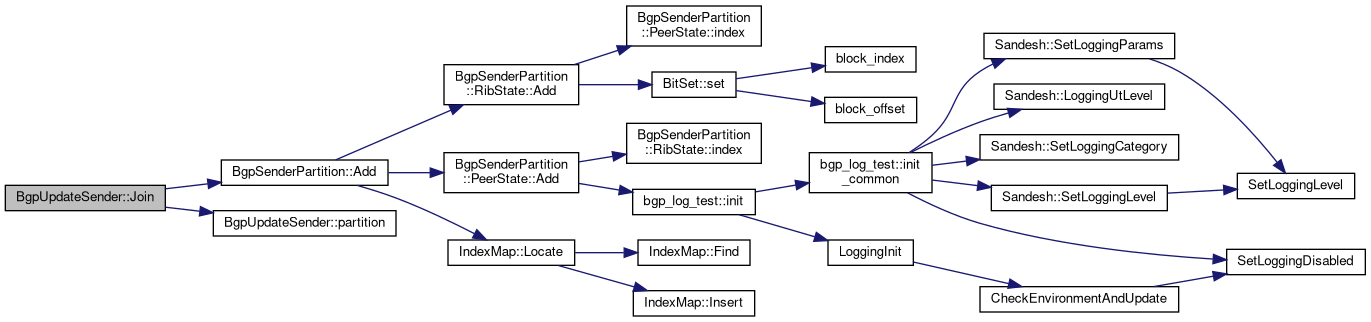 BgpUpdateSender::Join
BgpSenderPartition::Add
BgpUpdateSender::partition
BgpSenderPartition
::RibState::Add
BgpSenderPartition
::PeerState::Add
IndexMap::Locate
BgpSenderPartition
::PeerState::index
BitSet::set
BgpSenderPartition
::RibState::index
bgp_log_test::init
IndexMap::Find
IndexMap::Insert
block_index
block_offset
bgp_log_test::init
_common
LoggingInit
Sandesh::SetLoggingParams
Sandesh::LoggingUtLevel
Sandesh::SetLoggingCategory
Sandesh::SetLoggingLevel
CheckEnvironmentAndUpdate
SetLoggingLevel
SetLoggingDisabled